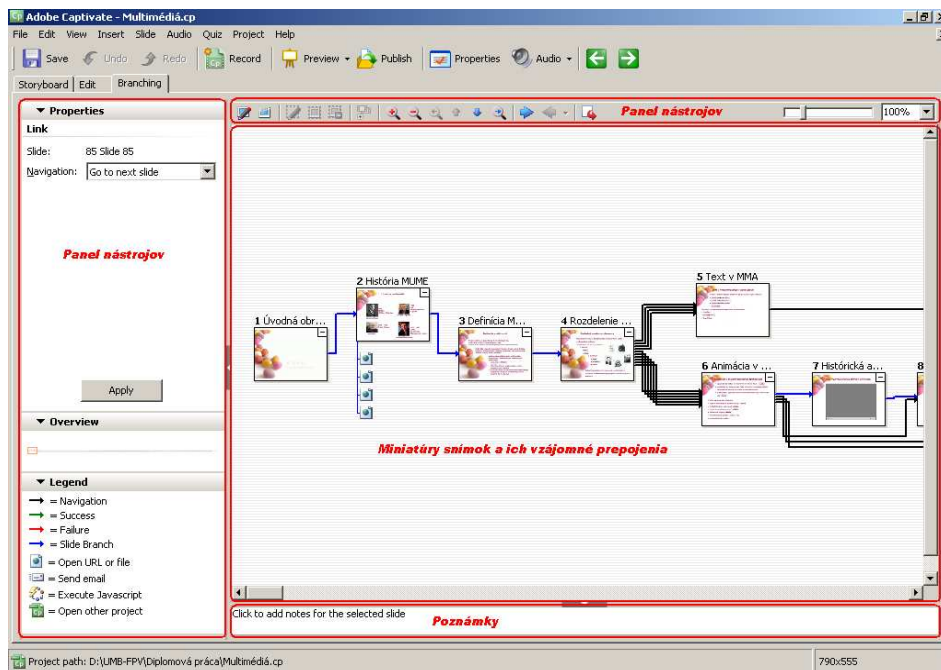 Adobe Captivate - Multimédiá.cp
File Edit View Insert Slide Audio Quiz Project Help
Save Undo Redo Record Preview Publish Properties Audio
Storyboard Edit Branching
Properties
Link
Slide: 85 Slide 85
Navigation: Go to next slide
Panel nástrojov
Apply
Overview
Legend
= Navigation
= Success
= Failure
= Slide Branch
= Open URL or file
= Send email
= Execute Javascript
= Open other project
Panel nástrojov
100%
5 Text v MMA
2 História MUME
1 Úvodná obr...
3 Definícia M...
4 Rozdelenie ...
6 Animácia v ...
7 Histórická a...
8
Miniatúry snímok a ich vzájomné prepojenia
Click to add notes for the selected slide
Poznámky
Project path: D:\UMB-FPV\Diplomová práca\Multimédiá.cp
790x555